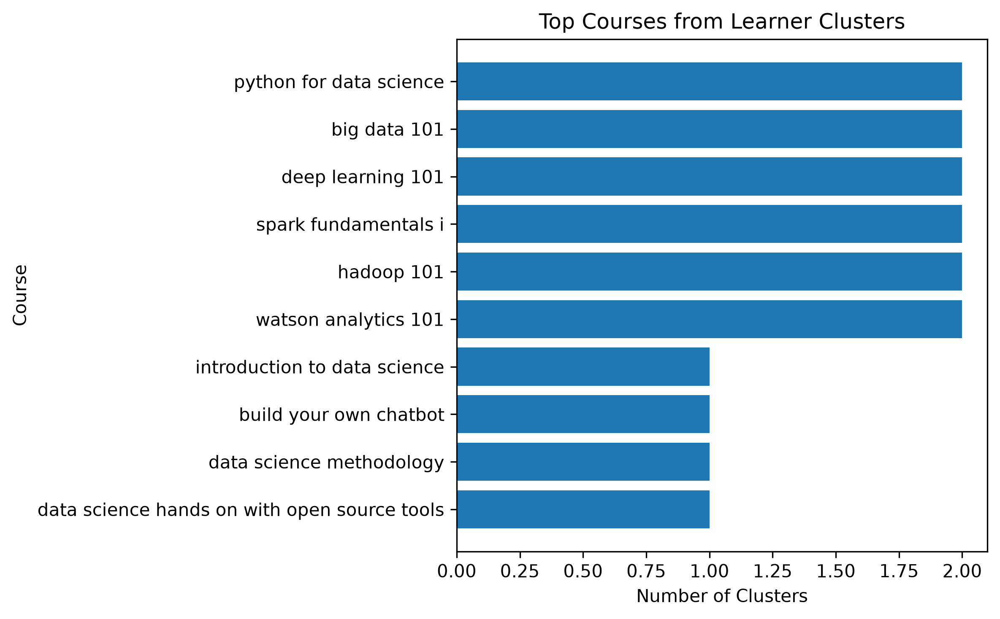 Top Courses from Learner Clusters
python for data science
big data 101
deep learning 101
spark fundamentals i
hadoop 101
watson analytics 101
introduction to data science
build your own chatbot
data science methodology
data science hands on with open source tools
Course
0.00 0.25 0.50 0.75 1.00 1.25 1.50 1.75 2.00
Number of Clusters